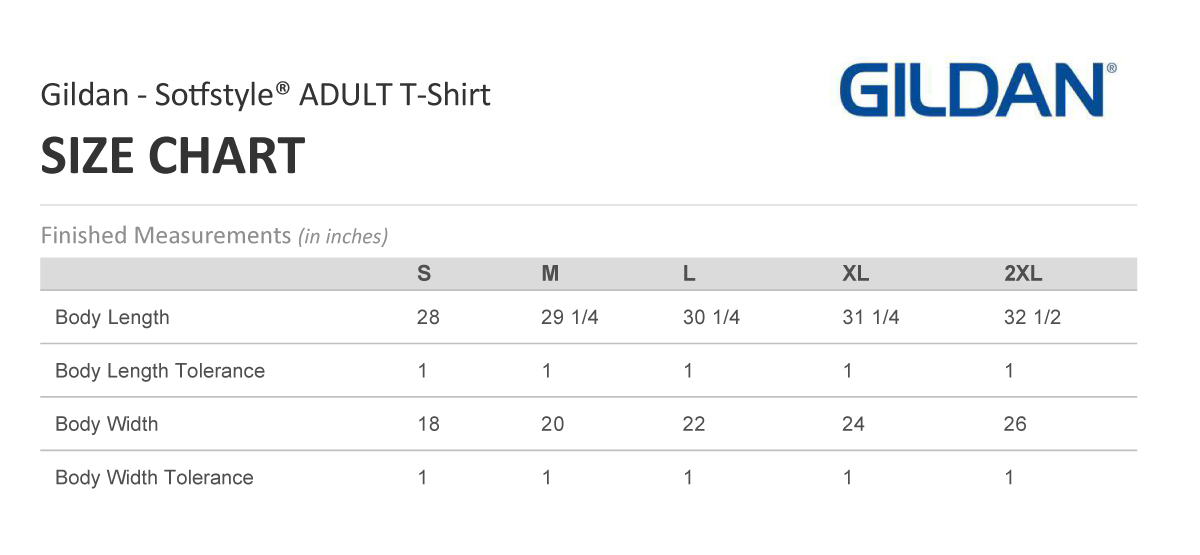 Gildan - Sotfstyle® ADULT T-Shirt
GILDAN®
SIZE CHART
Finished Measurements (in inches)
S M L XL 2XL
Body Length 28 29 1/4 30 1/4 31 1/4 32 1/2
Body Length Tolerance 1 1 1 1 1
Body Width 18 20 22 24 26
Body Width Tolerance 1 1 1 1 1